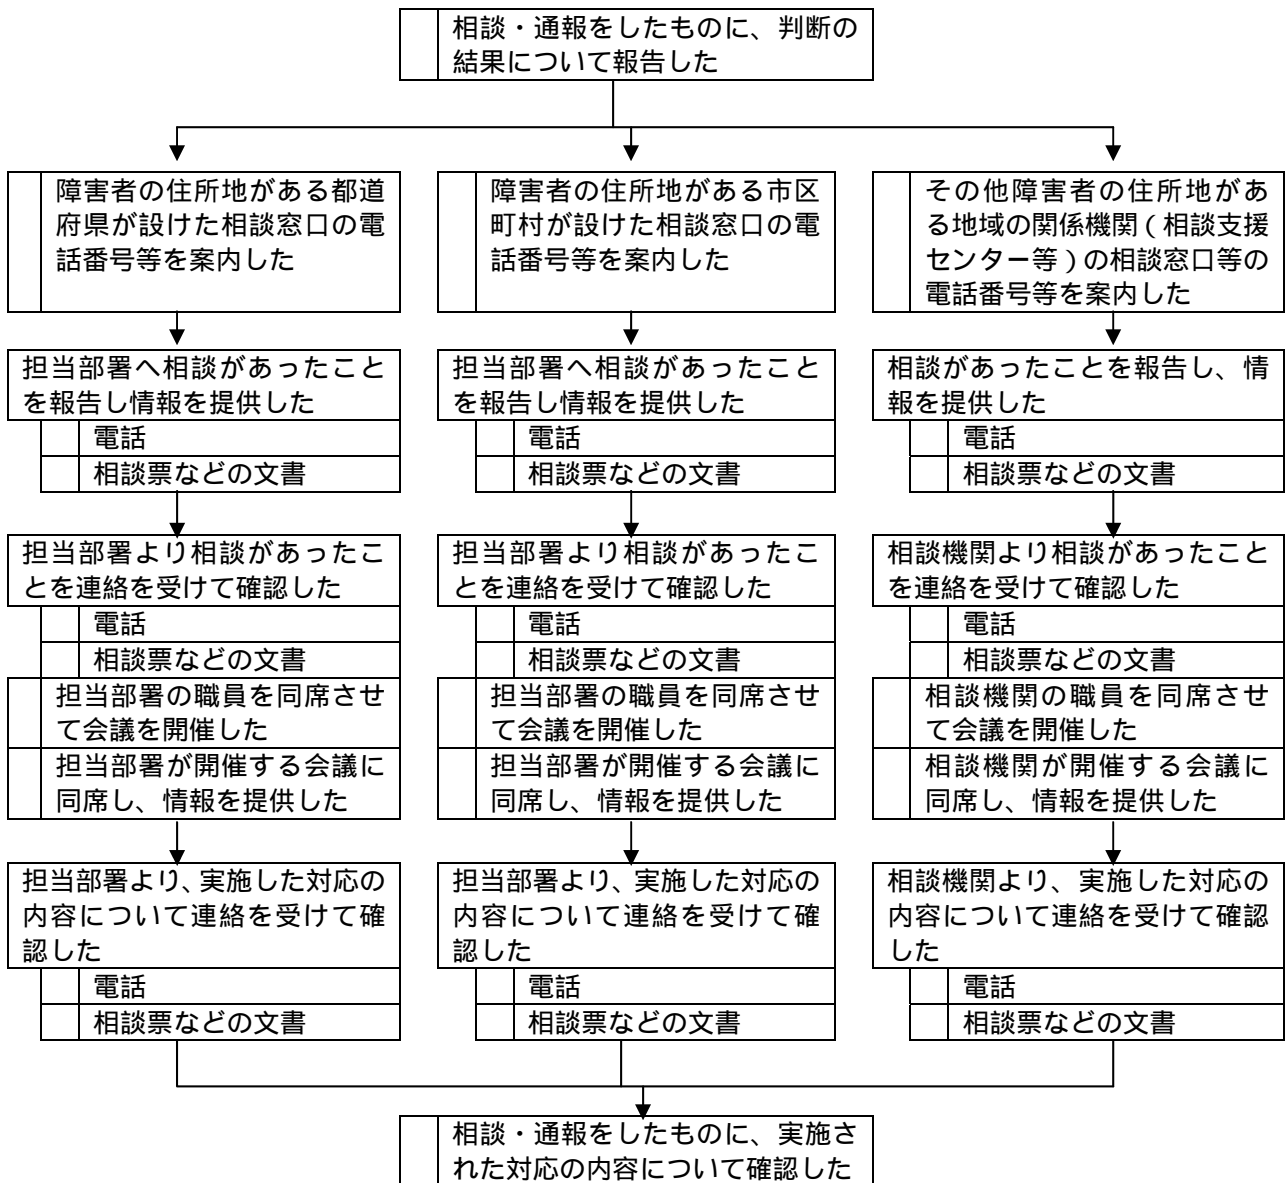 相談・通報をしたものに、判断の
結果について報告した
障害者の住所地がある都道
府県が設けた相談窓口の電
話番号等を案内した
障害者の住所地がある市区
町村が設けた相談窓口の電
話番号等を案内した
その他障害者の住所地があ
る地域の関係機関(相談支援
センター等)の相談窓口等の
電話番号等を案内した
担当部署へ相談があったこと
を報告し情報を提供した
電話
相談票などの文書
担当部署へ相談があったこと
を報告し情報を提供した
電話
相談票などの文書
相談があったことを報告し、情
報を提供した
電話
相談票などの文書
担当部署より相談があったこ
とを連絡を受けて確認した
電話
相談票などの文書
担当部署の職員を同席させ
て会議を開催した
担当部署が開催する会議に
同席し、情報を提供した
担当部署より相談があったこ
とを連絡を受けて確認した
電話
相談票などの文書
担当部署の職員を同席させ
て会議を開催した
担当部署が開催する会議に
同席し、情報を提供した
相談機関より相談があったこと
を連絡を受けて確認した
電話
相談票などの文書
相談機関の職員を同席させ
て会議を開催した
相談機関が開催する会議に
同席し、情報を提供した
担当部署より、実施した対応の
内容について連絡を受けて確
認した
電話
相談票などの文書
担当部署より、実施した対応の
内容について連絡を受けて確
認した
電話
相談票などの文書
相談機関より、実施した対応の
内容について連絡を受けて確認
した
電話
相談票などの文書
相談・通報をしたものに、実施さ
れた対応の内容について確認した